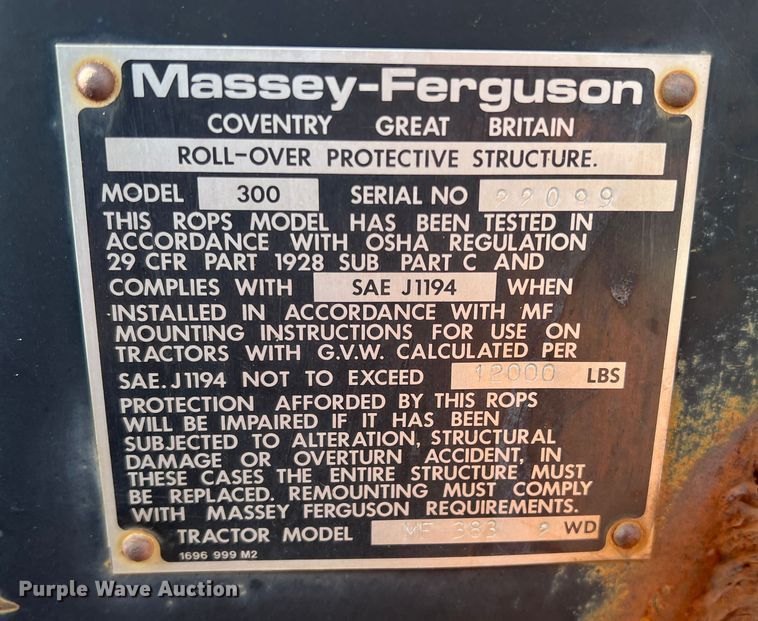 Massey-Ferguson
COVENTRY GREAT BRITAIN
ROLL-OVER PROTECTIVE STRUCTURE.
MODEL 300 SERIAL NO 22099
THIS ROPS MODEL HAS BEEN TESTED IN
ACCORDANCE WITH OSHA REGULATION
29 CFR PART 1928 SUB PART C AND
COMPLIES WITH SAE J1194 WHEN
INSTALLED IN ACCORDANCE WITH MF
MOUNTING INSTRUCTIONS FOR USE ON
TRACTORS WITH G.V.W. CALCULATED PER
SAE. J1194 NOT TO EXCEED 12000 LBS
PROTECTION AFFORDED BY THIS ROPS
WILL BE IMPAIRED IF IT HAS BEEN
SUBJECTED TO ALTERATION, STRUCTURAL
DAMAGE OR OVERTURN ACCIDENT, IN
THESE CASES THE ENTIRE STRUCTURE MUST
BE REPLACED. REMOUNTING MUST COMPLY
WITH MASSEY FERGUSON REQUIREMENTS.
TRACTOR MODEL MF 383 2 WD
1696 999 M2
Purple Wave Auction